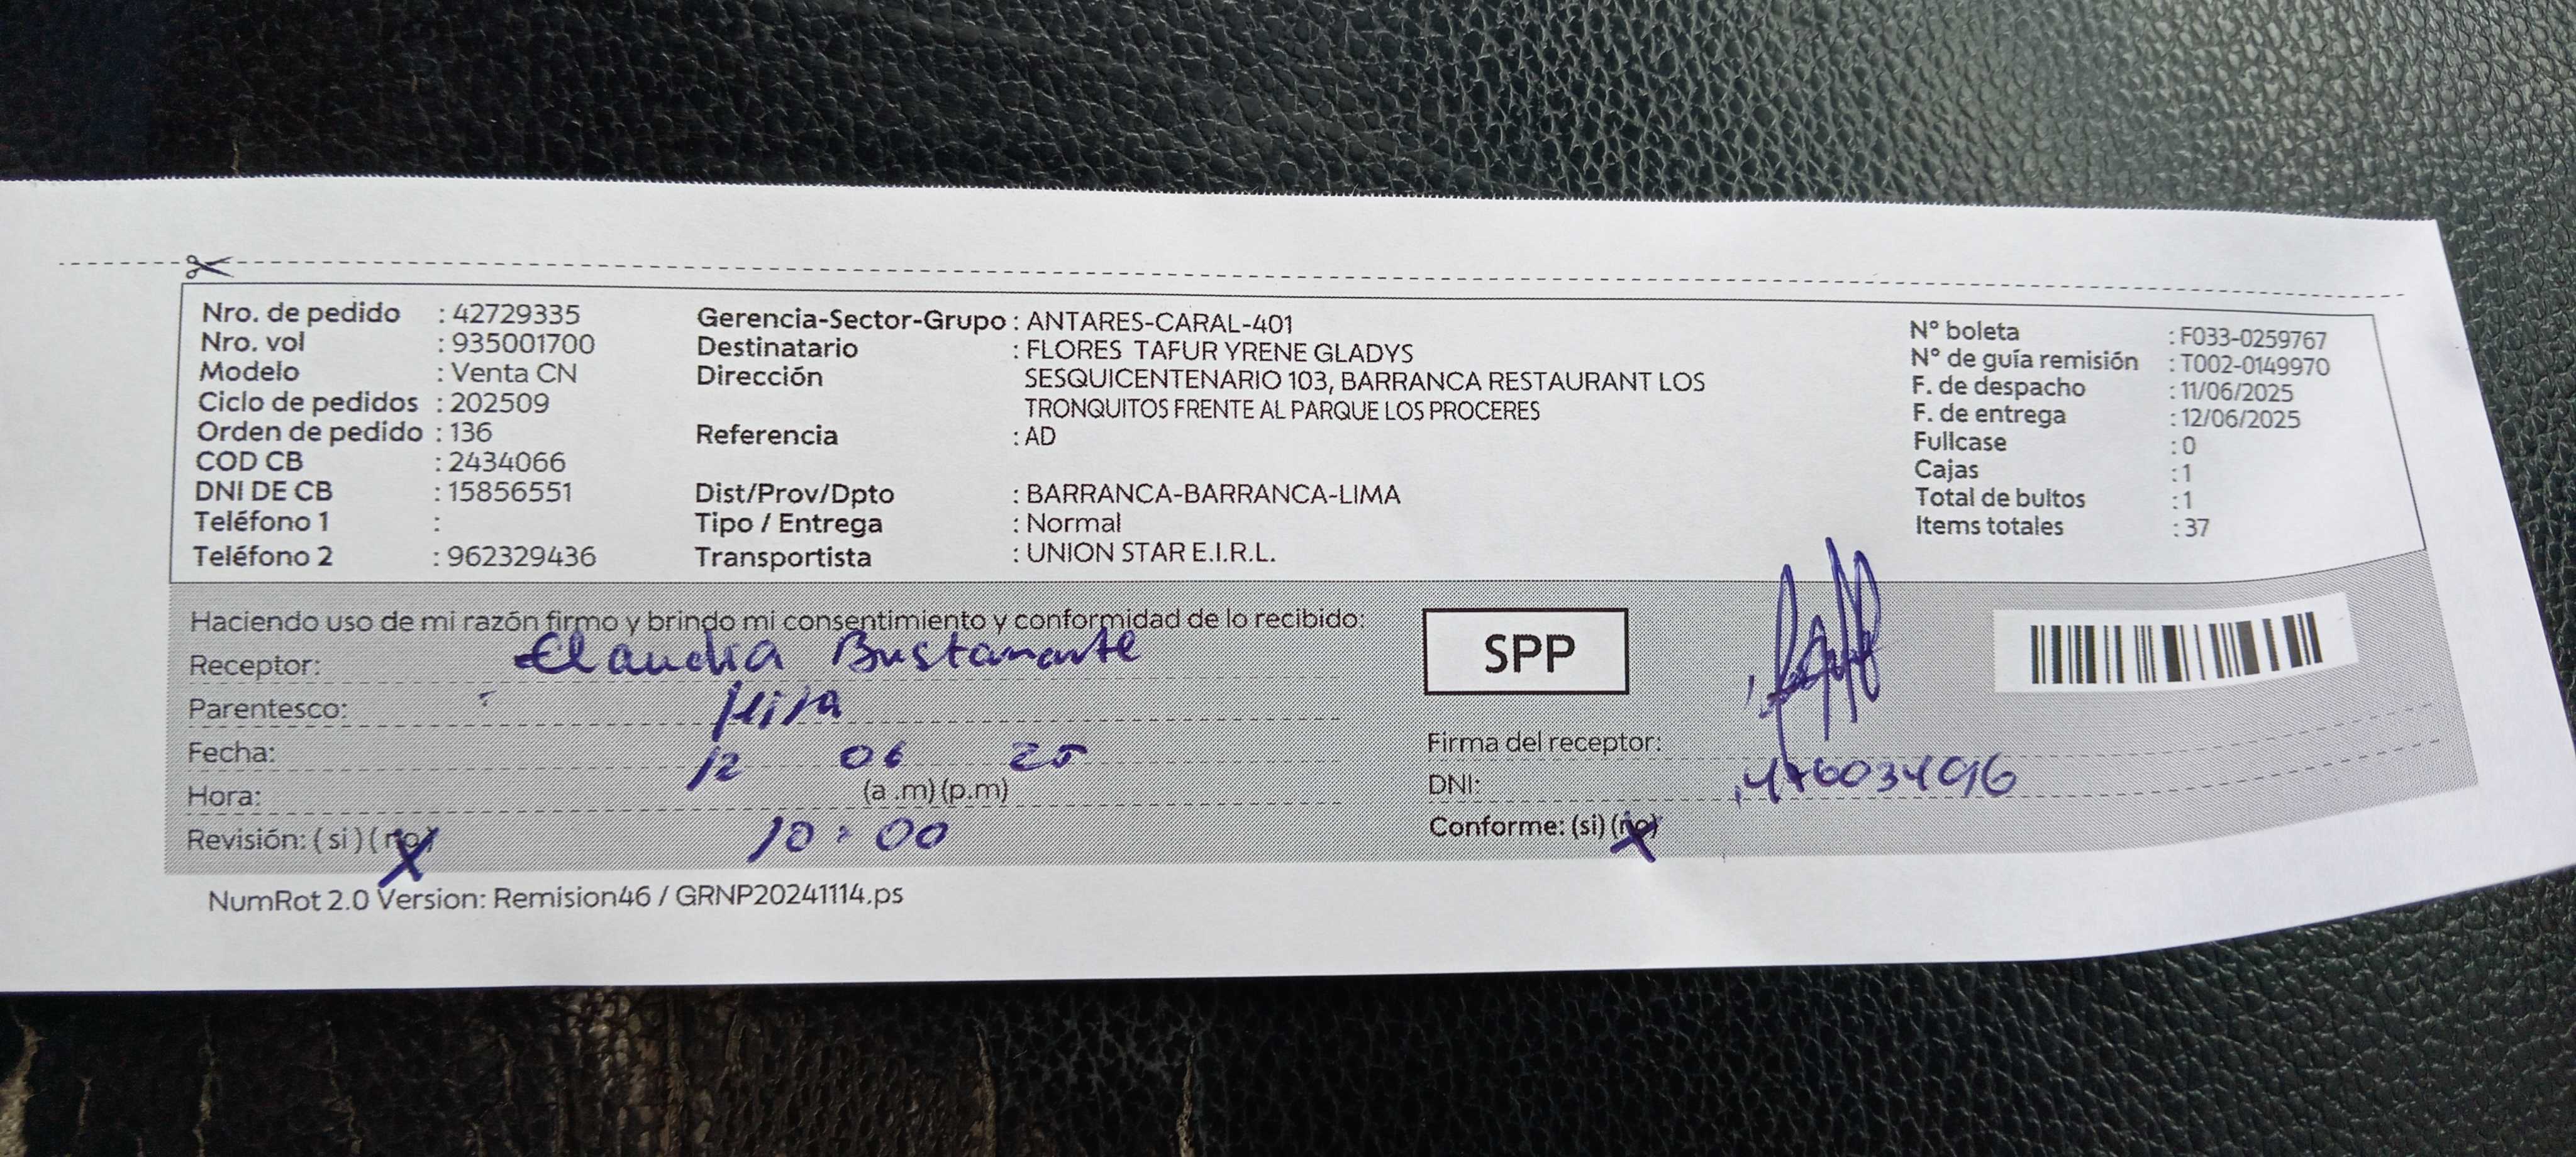 Nro. de pedido : 42729335
Nro. vol : 935001700
Modelo : Venta CN
Ciclo de pedidos : 202509
Orden de pedido : 136
COD CB : 2434066
DNI DE CB : 15856551
Teléfono 1 :
Teléfono 2 : 962329436
Gerencia-Sector-Grupo : ANTARES-CARAL-401
Destinatario : FLORES TAFUR YRENE GLADYS
Dirección SESQUICENTENARIO 103, BARRANCA RESTAURANT LOS
TRONQUITOS FRENTE AL PARQUE LOS PROCERES
Referencia : AD
Dist/Prov/Dpto : BARRANCA-BARRANCA-LIMA
Tipo / Entrega : Normal
Transportista : UNION STAR E.I.R.L.
N° boleta : F033-0259767
N° de guía remisión : T002-0149970
F. de despacho : 11/06/2025
F. de entrega : 12/06/2025
Fullcase : 0
Cajas : 1
Total de bultos : 1
Items totales : 37
Haciendo uso de mi razón firmo y brindo mi consentimiento y conformidad de lo recibido:
Receptor: Claudia Bustamante
Parentesco: Hija
Fecha: 12 06 25
Hora: (a .m) (p.m)
Revisión: ( si ) ( no ) 10:00
SPP
Firma del receptor:
DNI:
Conforme: (si) (no)
NumRot 2.0 Version: Remision46 / GRNP20241114.ps